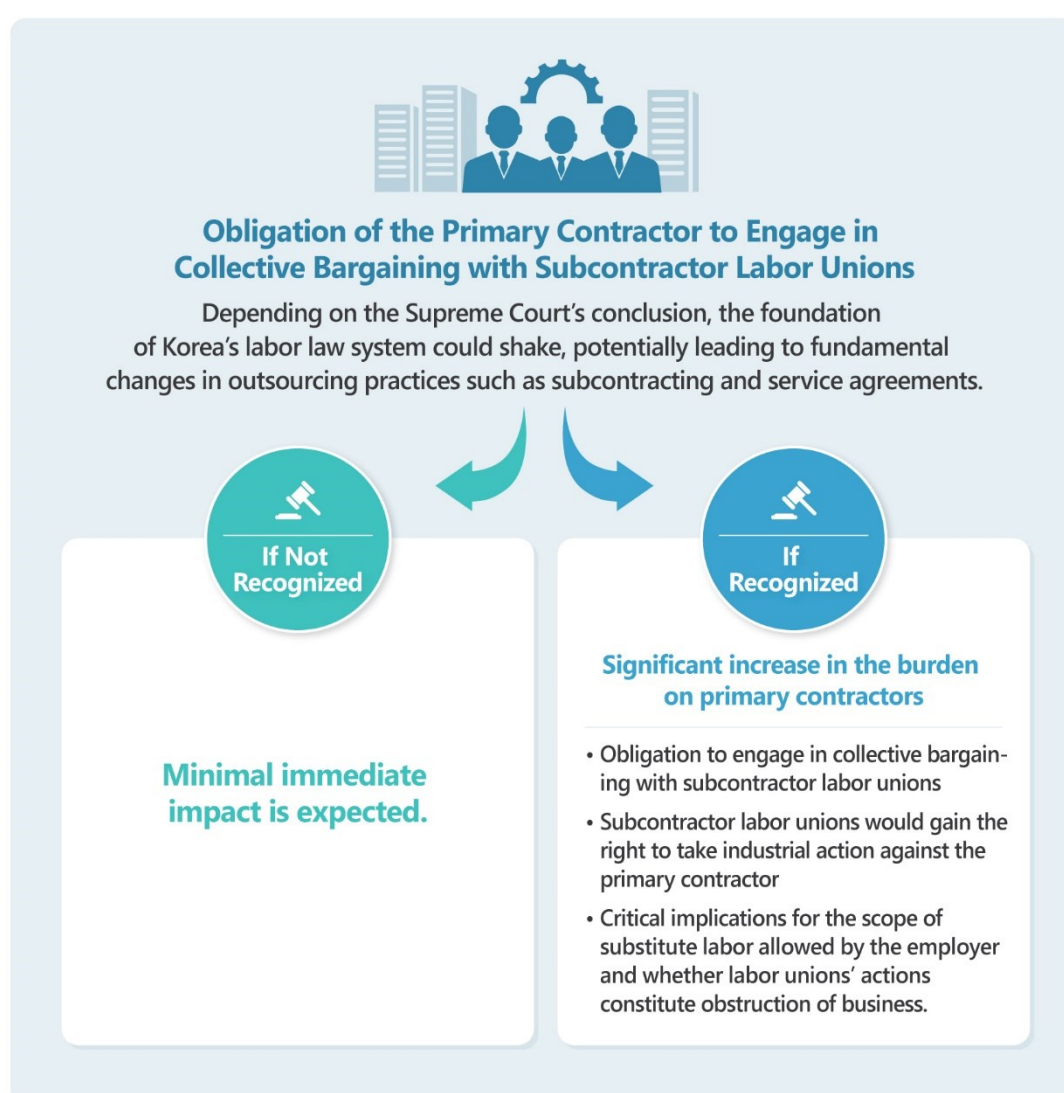 Obligation of the Primary Contractor to Engage in
Collective Bargaining with Subcontractor Labor Unions
Depending on the Supreme Court's conclusion, the foundation
of Korea's labor law system could shake, potentially leading to fundamental
changes in outsourcing practices such as subcontracting and service agreements.
If Not
Recognized
Minimal immediate
impact is expected.
If
Recognized
Significant increase in the burden
on primary contractors
• Obligation to engage in collective bargain-
ing with subcontractor labor unions
• Subcontractor labor unions would gain the
right to take industrial action against the
primary contractor
• Critical implications for the scope of
substitute labor allowed by the employer
and whether labor unions' actions
constitute obstruction of business.